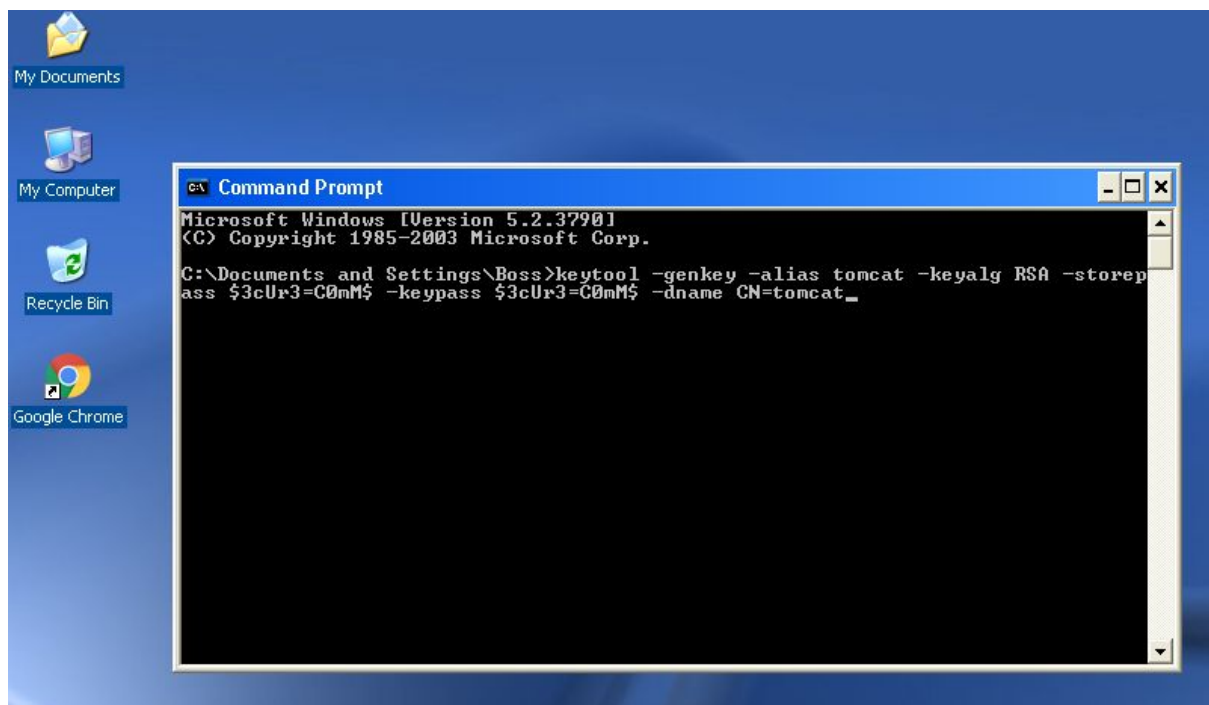 My Documents
My Computer
Recycle Bin
Google Chrome
Command Prompt
Microsoft Windows [Version 5.2.3790]
(C) Copyright 1985-2003 Microsoft Corp.
C:\Documents and Settings\Boss>keytool -genkey -alias tomcat -keyalg RSA -storep
ass $3cUr3=C0mM$ -keypass $3cUr3=C0mM$ -dname CN=tomcat_